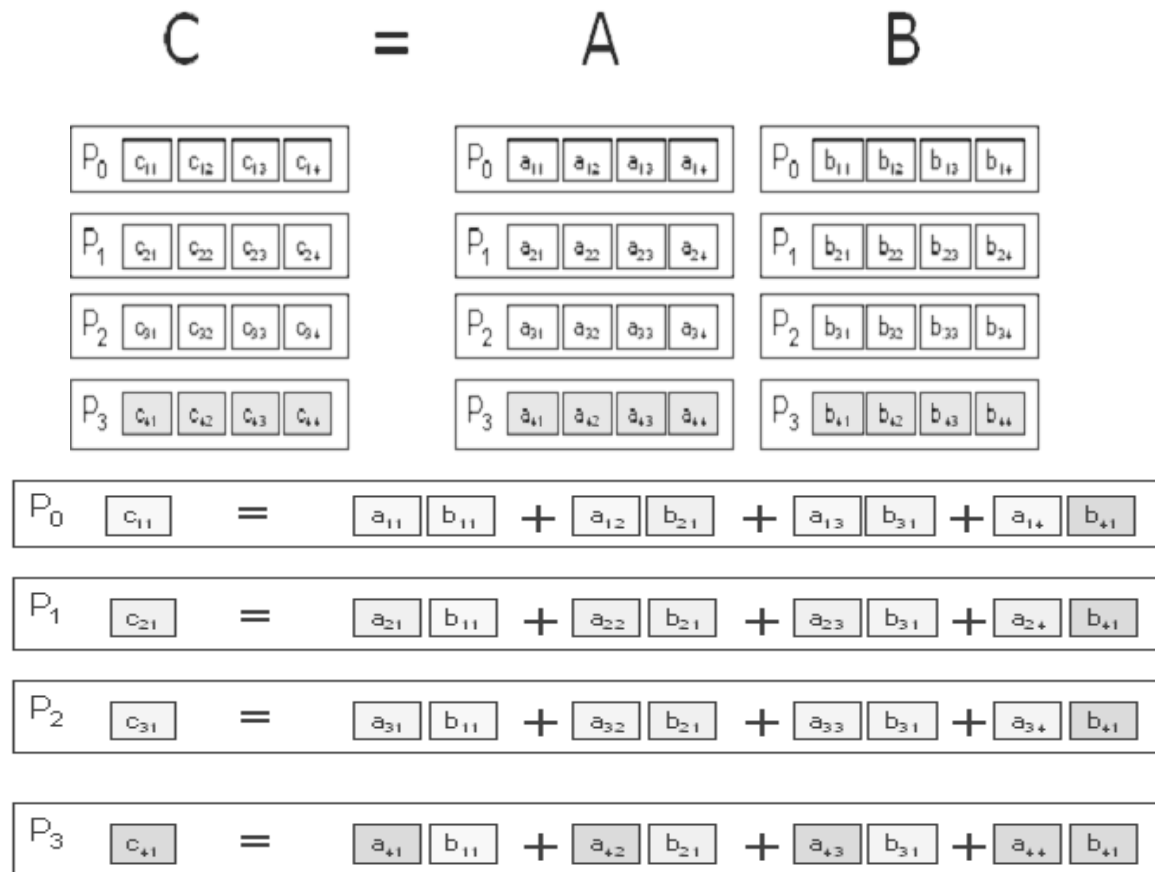 C = A B
P0 c11 c12 c13 c14 P0 a11 a12 a13 a14 P0 b11 b12 b13 b14
P1 c21 c22 c23 c24 P1 a21 a22 a23 a24 P1 b21 b22 b23 b24
P2 c31 c32 c33 c34 P2 a31 a32 a33 a34 P2 b31 b32 b33 b34
P3 c41 c42 c43 c44 P3 a41 a42 a43 a44 P3 b41 b42 b43 b44
P0 c11 = a11 b11 + a12 b21 + a13 b31 + a14 b41
P1 c21 = a21 b11 + a22 b21 + a23 b31 + a24 b41
P2 c31 = a31 b11 + a32 b21 + a33 b31 + a34 b41
P3 c41 = a41 b11 + a42 b21 + a43 b31 + a44 b41